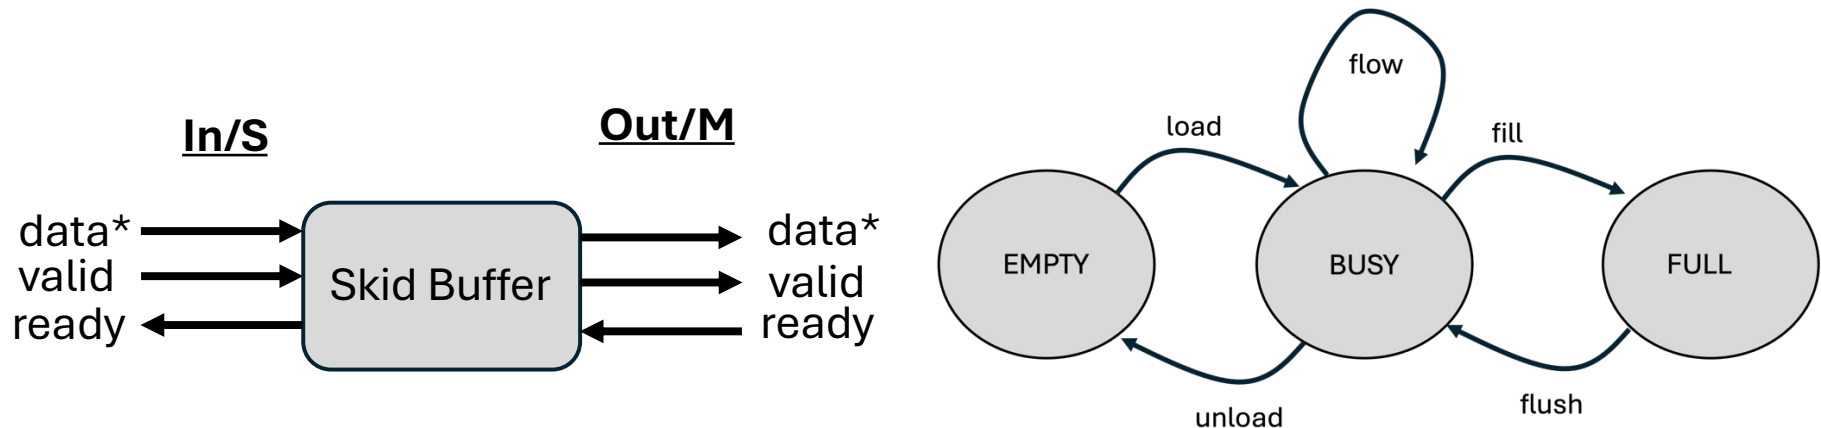 In/S
Out/M
data*
valid
ready
Skid Buffer
data*
valid
ready
flow
load
fill
EMPTY
BUSY
FULL
unload
flush